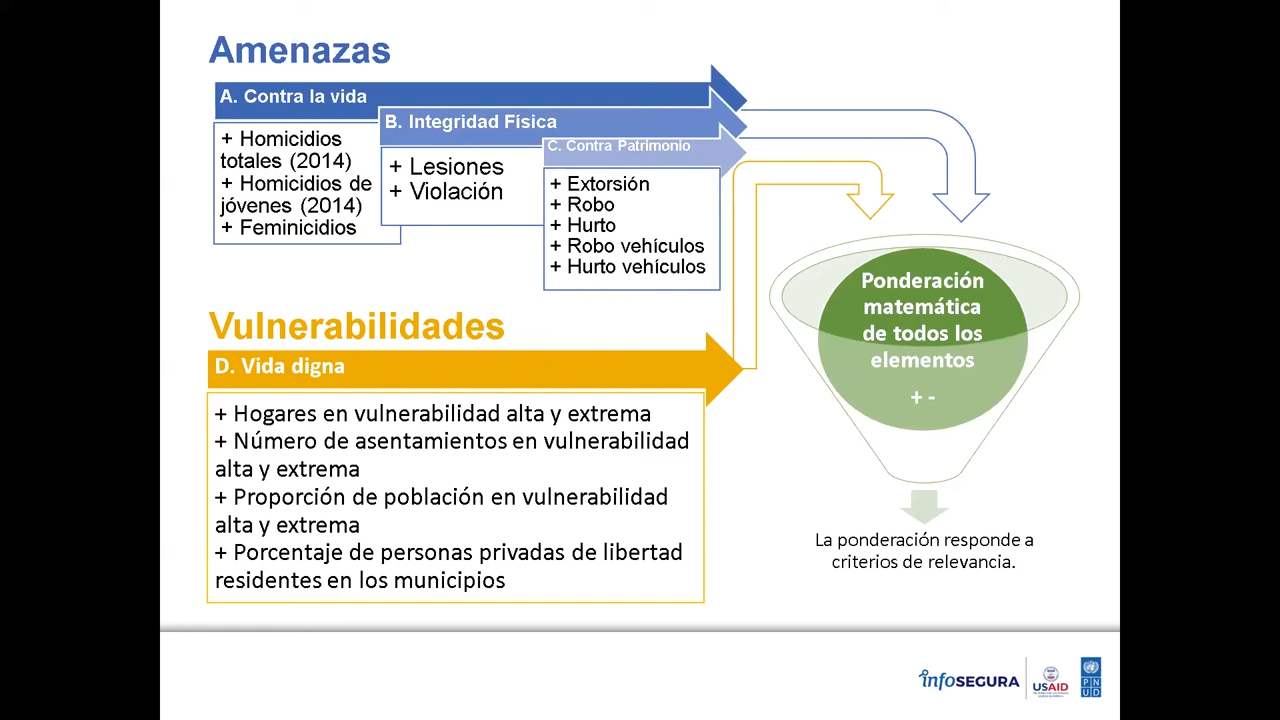 Amenazas
A. Contra la vida
+ Homicidios
totales (2014)
+ Homicidios de
jóvenes (2014)
+ Feminicidios
B. Integridad Física
+ Lesiones
+ Violación
C. Contra Patrimonio
+ Extorsión
+ Robo
+ Hurto
+ Robo vehículos
+ Hurto vehículos
Vulnerabilidades
D. Vida digna
+ Hogares en vulnerabilidad alta y extrema
+ Número de asentamientos en vulnerabilidad
alta y extrema
+ Proporción de población en vulnerabilidad
alta y extrema
+ Porcentaje de personas privadas de libertad
residentes en los municipios
Ponderación
matemática
de todos los
elementos
+ -
La ponderación responde a
criterios de relevancia.
infoSEGURA
USAID
PNUD